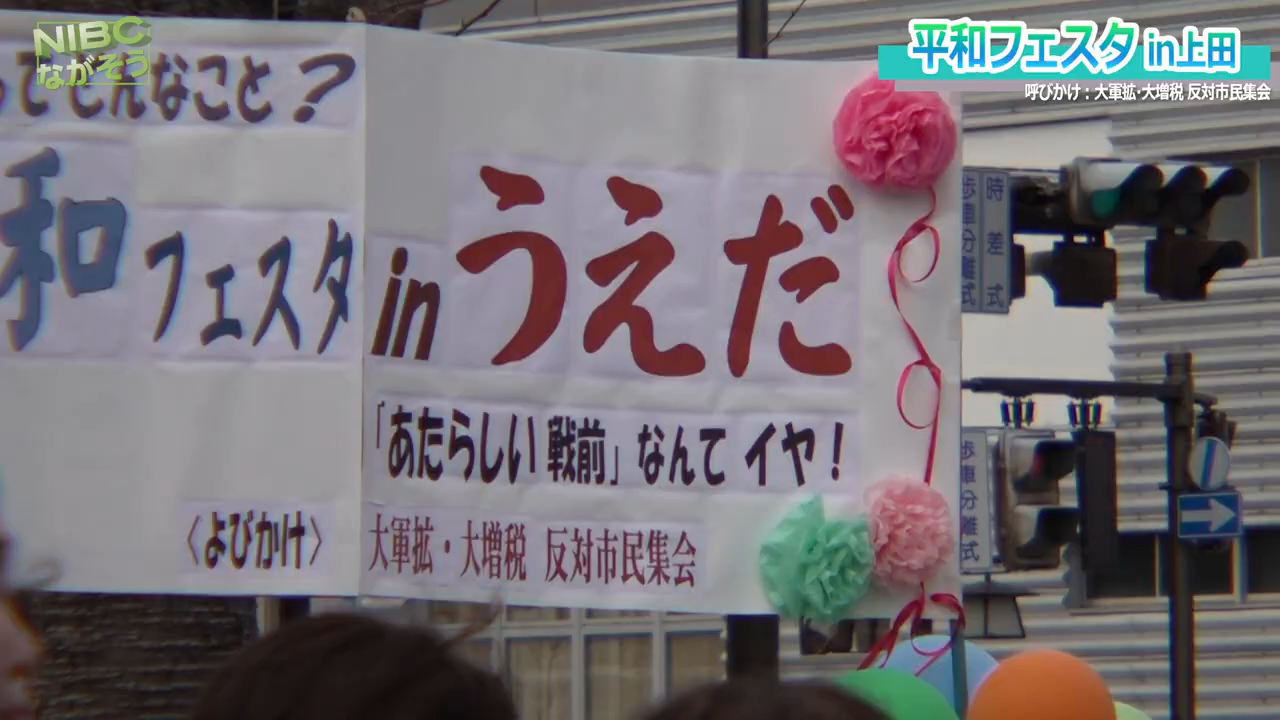 NIBC
ながそう
平和フェスタ in上田
呼びかけ：大軍拡・大増税 反対市民集会
ってどんなこと？
和フェスタ inうえだ
「あたらしい 戦前」なんて イヤ！
〈よびかけ〉
大軍拡・大増税 反対市民集会
時差式
歩車分離式
歩車分離式